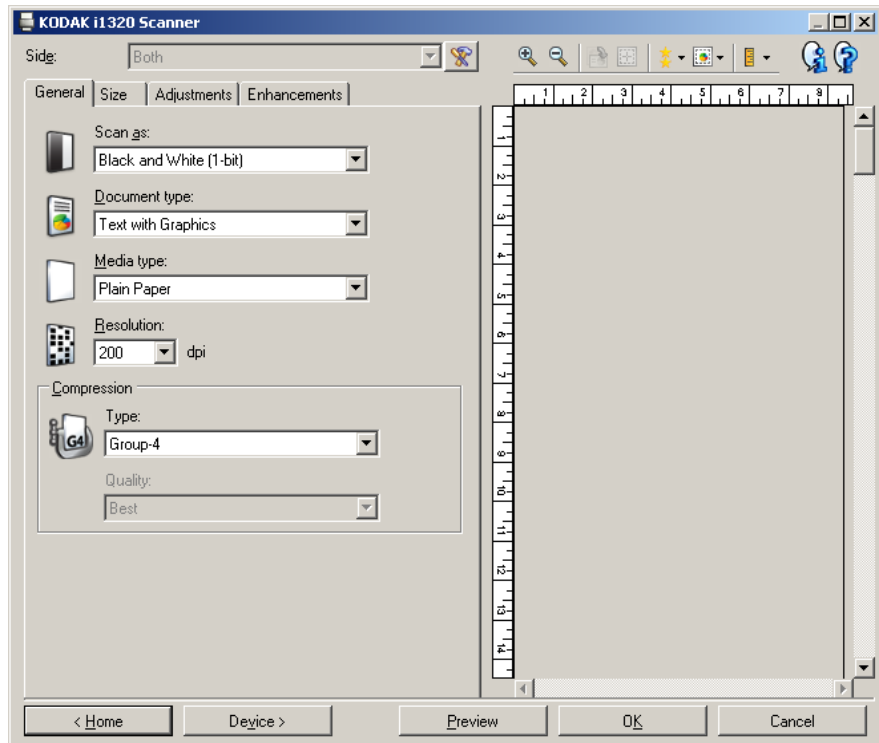 KODAK i1320 Scanner
Side: Both
General Size Adjustments Enhancements
Scan as:
Black and White (1-bit)
Document type:
Text with Graphics
Media type:
Plain Paper
Resolution:
200 dpi
Compression
G4
Type:
Group-4
Quality:
Best
1 2 3 4 5 6 7 8
1
2
3
4
5
6
7
8
9
10
11
12
13
14
< Home Device > Preview OK Cancel